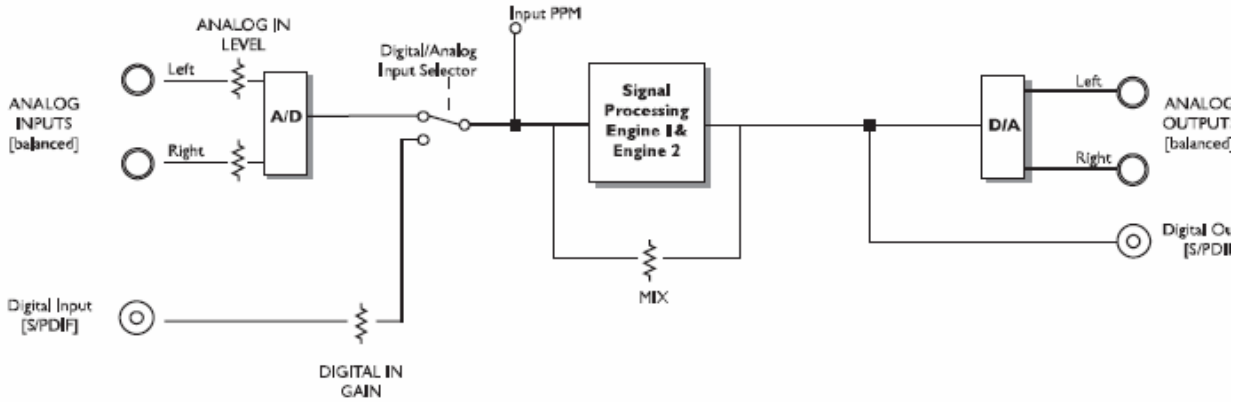 ANALOG IN
LEVEL
Left
ANALOG
INPUTS
[balanced]
Right
A/D
Digital/Analog
Input Selector
Input PPM
Signal
Processing
Engine 1 &
Engine 2
MIX
D/A
Left
Right
ANALOG
OUTPUTS
[balanced]
Digital Ou
[S/PDI
Digital Input
[S/PDIF]
DIGITAL IN
GAIN